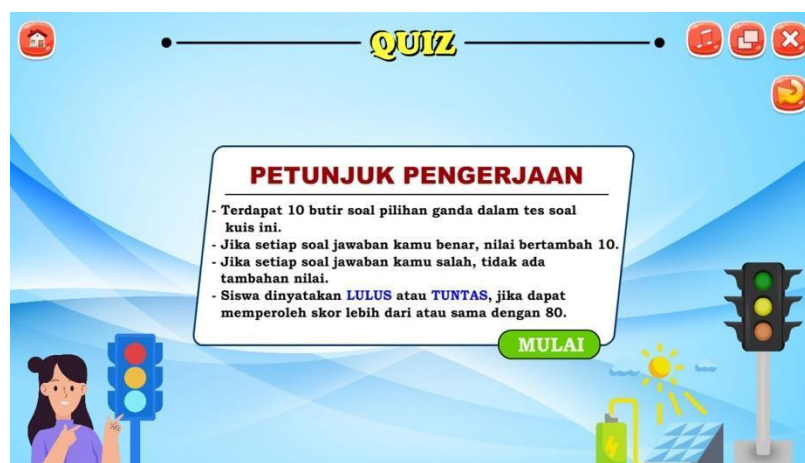 QUIZ
PETUNJUK PENGERJAAN
- Terdapat 10 butir soal pilihan ganda dalam tes soal
kuis ini.
- Jika setiap soal jawaban kamu benar, nilai bertambah 10.
- Jika setiap soal jawaban kamu salah, tidak ada
tambahan nilai.
- Siswa dinyatakan LULUS atau TUNTAS, jika dapat
memperoleh skor lebih dari atau sama dengan 80.
MULAI